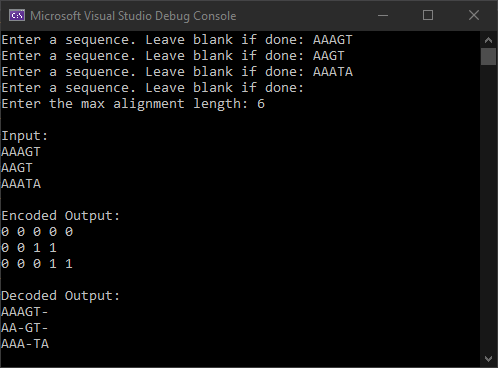 Microsoft Visual Studio Debug Console
Enter a sequence. Leave blank if done: AAAGT
Enter a sequence. Leave blank if done: AAGT
Enter a sequence. Leave blank if done: AAATA
Enter a sequence. Leave blank if done:
Enter the max alignment length: 6
Input:
AAAGT
AAGT
AAATA
Encoded Output:
0 0 0 0 0
0 0 1 1
0 0 0 1 1
Decoded Output:
AAAGT-
AA-GT-
AAA-TA